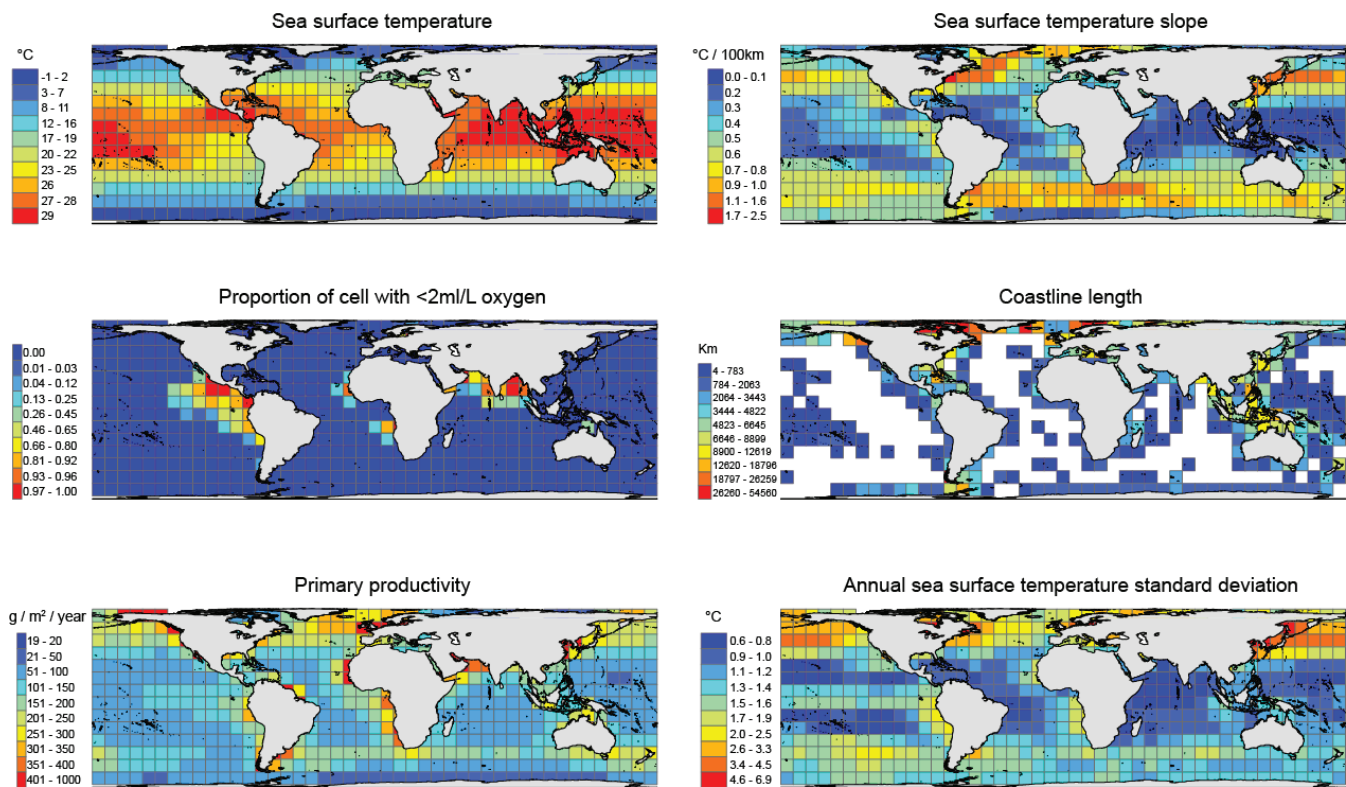 Sea surface temperature
°C
-1 - 2
3 - 7
8 - 11
12 - 16
17 - 19
20 - 22
23 - 25
26
27 - 28
29
Sea surface temperature slope
°C / 100km
0.0 - 0.1
0.2
0.3
0.4
0.5
0.6
0.7 - 0.8
0.9 - 1.0
1.1 - 1.6
1.7 - 2.5
Proportion of cell with <2ml/L oxygen
0.00
0.01 - 0.03
0.04 - 0.12
0.13 - 0.25
0.26 - 0.45
0.46 - 0.65
0.66 - 0.80
0.81 - 0.92
0.93 - 0.96
0.97 - 1.00
Coastline length
Km
4 - 783
784 - 2063
2064 - 3443
3444 - 4822
4823 - 6645
6646 - 8899
8900 - 12619
12620 - 18796
18797 - 26259
26260 - 54560
Primary productivity
g / m² / year
19 - 20
21 - 50
51 - 100
101 - 150
151 - 200
201 - 250
251 - 300
301 - 350
351 - 400
401 - 1000
Annual sea surface temperature standard deviation
°C
0.6 - 0.8
0.9 - 1.0
1.1 - 1.2
1.3 - 1.4
1.5 - 1.6
1.7 - 1.9
2.0 - 2.5
2.6 - 3.3
3.4 - 4.5
4.6 - 6.9